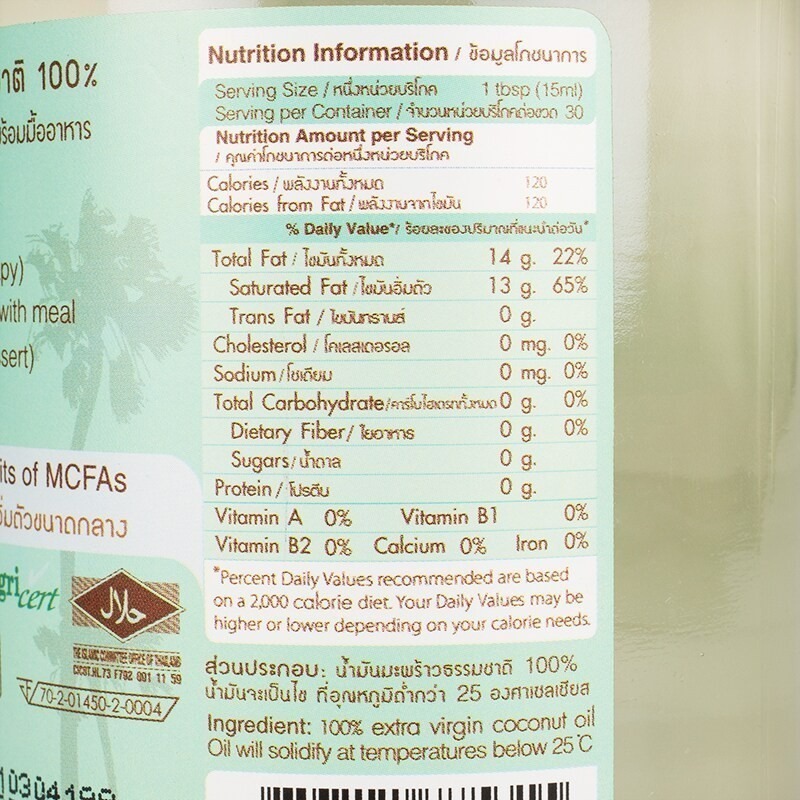 Nutrition Information / ข้อมูลโภชนาการ
Serving Size / หนึ่งหน่วยบริโภค 1 tbsp (15ml)
Serving per Container / จำนวนหน่วยบริโภคต่อขวด 30
Nutrition Amount per Serving
/ คุณค่าโภชนาการต่อหนึ่งหน่วยบริโภค
Calories / พลังงานทั้งหมด 120
Calories from Fat / พลังงานจากไขมัน 120
% Daily Value*/ ร้อยละของปริมาณที่แนะนำต่อวัน*
Total Fat / ไขมันทั้งหมด 14 g. 22%
Saturated Fat /ไขมันอิ่มตัว 13 g. 65%
Trans Fat / ไขมันทรานส์ 0 g.
Cholesterol / โคเลสเตอรอล 0 mg. 0%
Sodium/โซเดียม 0 mg. 0%
Total Carbohydrate/คาร์โบไฮเดรตทั้งหมด 0 g. 0%
Dietary Fiber/ ใยอาหาร 0 g. 0%
Sugars/น้ำตาล 0 g.
Protein / โปรตีน 0 g.
Vitamin A 0% Vitamin B1 0%
Vitamin B2 0% Calcium 0% Iron 0%
*Percent Daily Values recommended are based
on a 2,000 calorie diet. Your Daily Values may be
higher or lower depending on your calorie needs.
ส่วนประกอบ: น้ำมันมะพร้าวธรรมชาติ 100%
น้ำมันจะเป็นไข ที่อุณหภูมิต่ำกว่า 25 องศาเซลเซียส
Ingredient: 100% extra virgin coconut oil
Oil will solidify at temperatures below 25°C
100%
ร้อมมื้ออาหาร
py)
with meal
sert)
its of MCFAs
อิ่มตัวขนาดกลาง
gricert
حلال
THE ISLAMIC COMMITTEE OFFICE OF THAILAND
CICOT.HL.73 F792 001 11 59
70-2-01450-2-0004